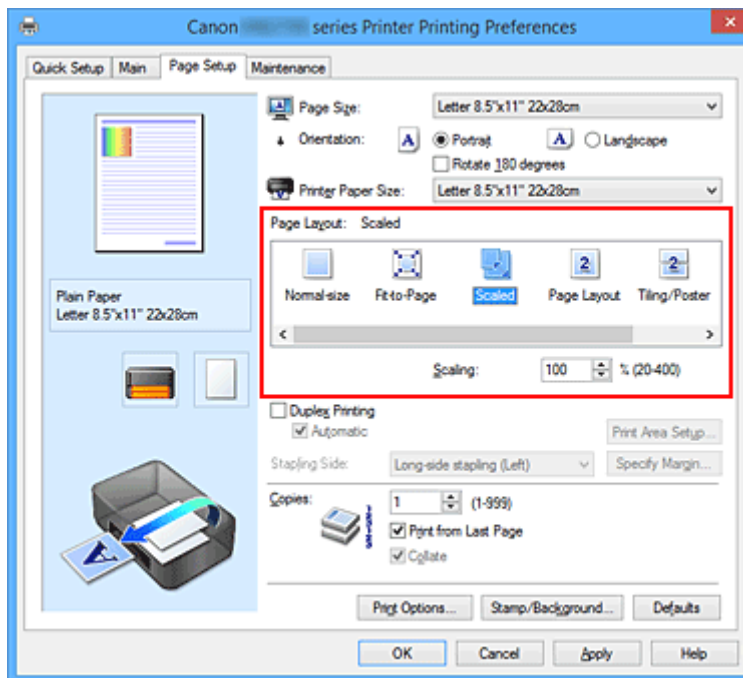 Canon series Printer Printing Preferences
Quick Setup Main Page Setup Maintenance
Page Size: Letter 8.5"x11" 22x28cm
Orientation: A Portrait A Landscape
Rotate 180 degrees
Printer Paper Size: Letter 8.5"x11" 22x28cm
Page Layout: Scaled
Normal-size Fit-to-Page Scaled Page Layout Tiling/Poster
Scaling: 100 % (20-400)
Plain Paper
Letter 8.5"x11" 22x28cm
Duplex Printing
Automatic
Print Area Setup...
Stapling Side: Long-side stapling (Left) Specify Margin...
Copies: 1 (1-999)
Print from Last Page
Collate
Print Options... Stamp/Background... Defaults
OK Cancel Apply Help